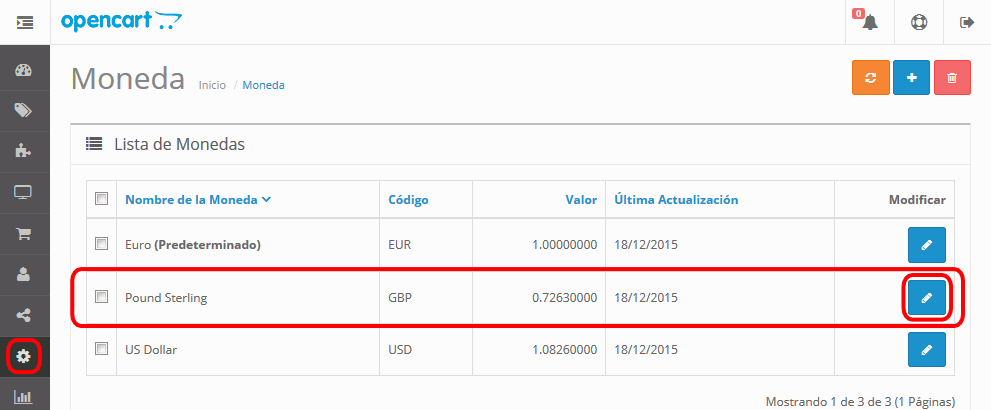 opencart
0
Moneda Inicio / Moneda
Lista de Monedas
Nombre de la Moneda Código Valor Última Actualización Modificar
Euro (Predeterminado) EUR 1.00000000 18/12/2015
Pound Sterling GBP 0.72630000 18/12/2015
US Dollar USD 1.08260000 18/12/2015
Mostrando 1 de 3 de 3 (1 Páginas)